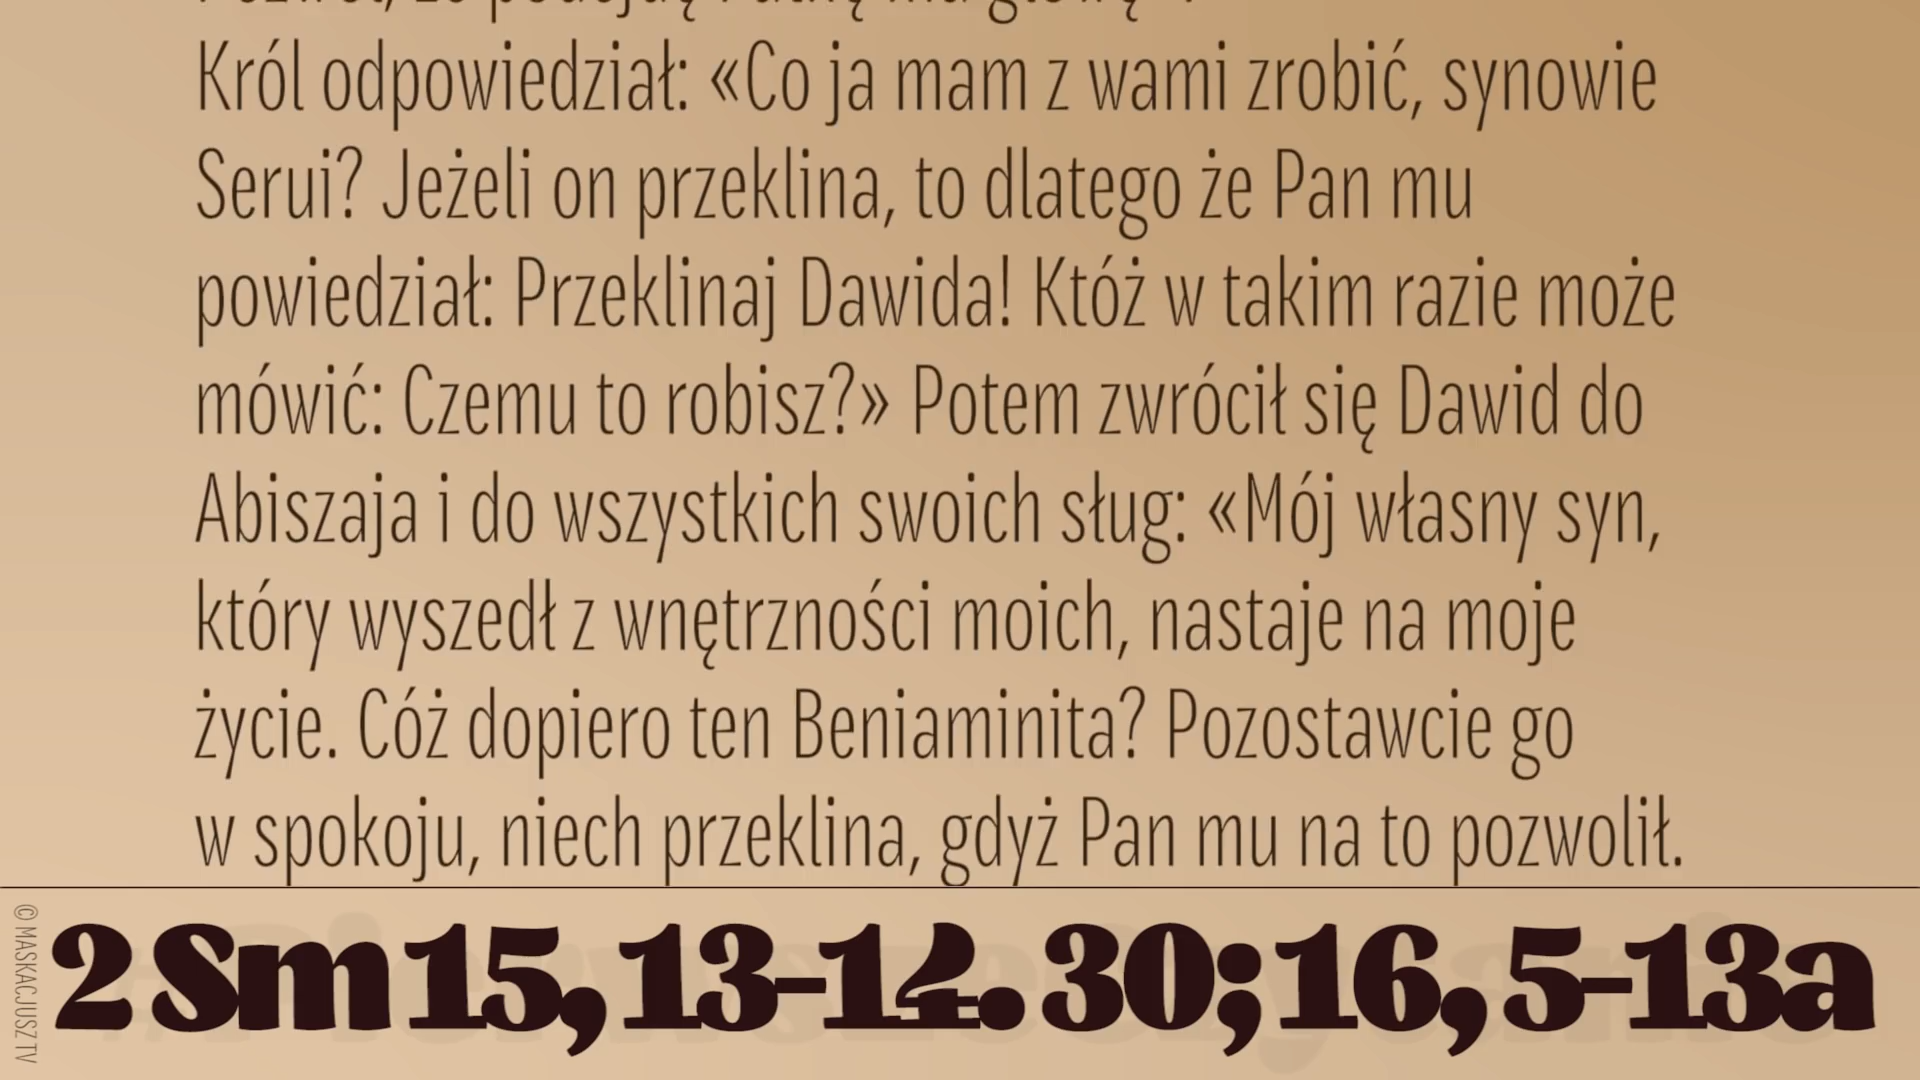 Król odpowiedział: «Co ja mam z wami zrobić, synowie
Serui? Jeżeli on przeklina, to dlatego że Pan mu
powiedział: Przeklinaj Dawida! Któż w takim razie może
mówić: Czemu to robisz?» Potem zwrócił się Dawid do
Abiszaja i do wszystkich swoich sług: «Mój własny syn,
który wyszedł z wnętrzności moich, nastaje na moje
życie. Cóż dopiero ten Beniaminita? Pozostawcie go
w spokoju, niech przeklina, gdyż Pan mu na to pozwolił.
© MASKACJUSZ TV
2 Sm 15, 13-14. 30; 16, 5-13a